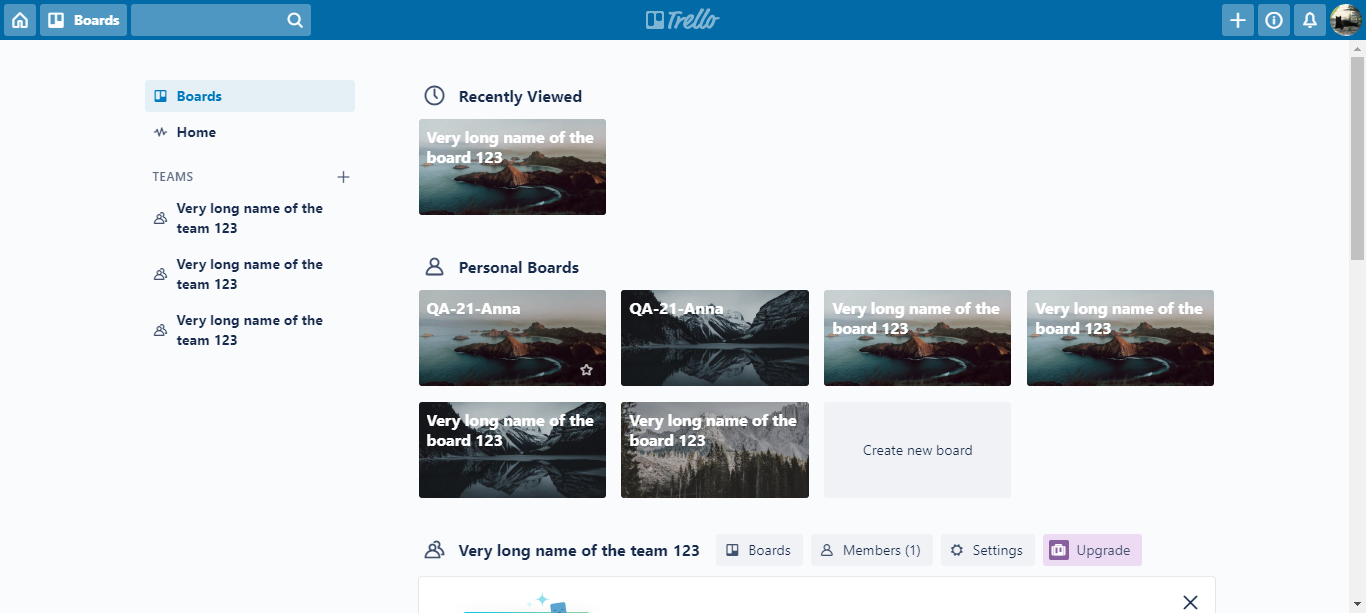 Boards
Trello
Boards
Home
TEAMS
Very long name of the
team 123
Very long name of the
team 123
Very long name of the
team 123
Recently Viewed
Very long name of the
board 123
Personal Boards
QA-21-Anna
QA-21-Anna
Very long name of the
board 123
Very long name of the
board 123
Very long name of the
board 123
Very long name of the
board 123
Create new board
Very long name of the team 123
Boards
Members (1)
Settings
Upgrade